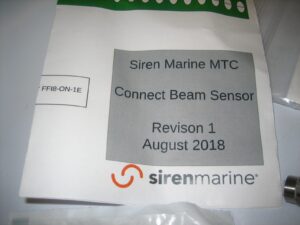 Siren Marine MTC
FFI8-ON-1E
Connect Beam Sensor
Revison 1
August 2018
sirenmarine